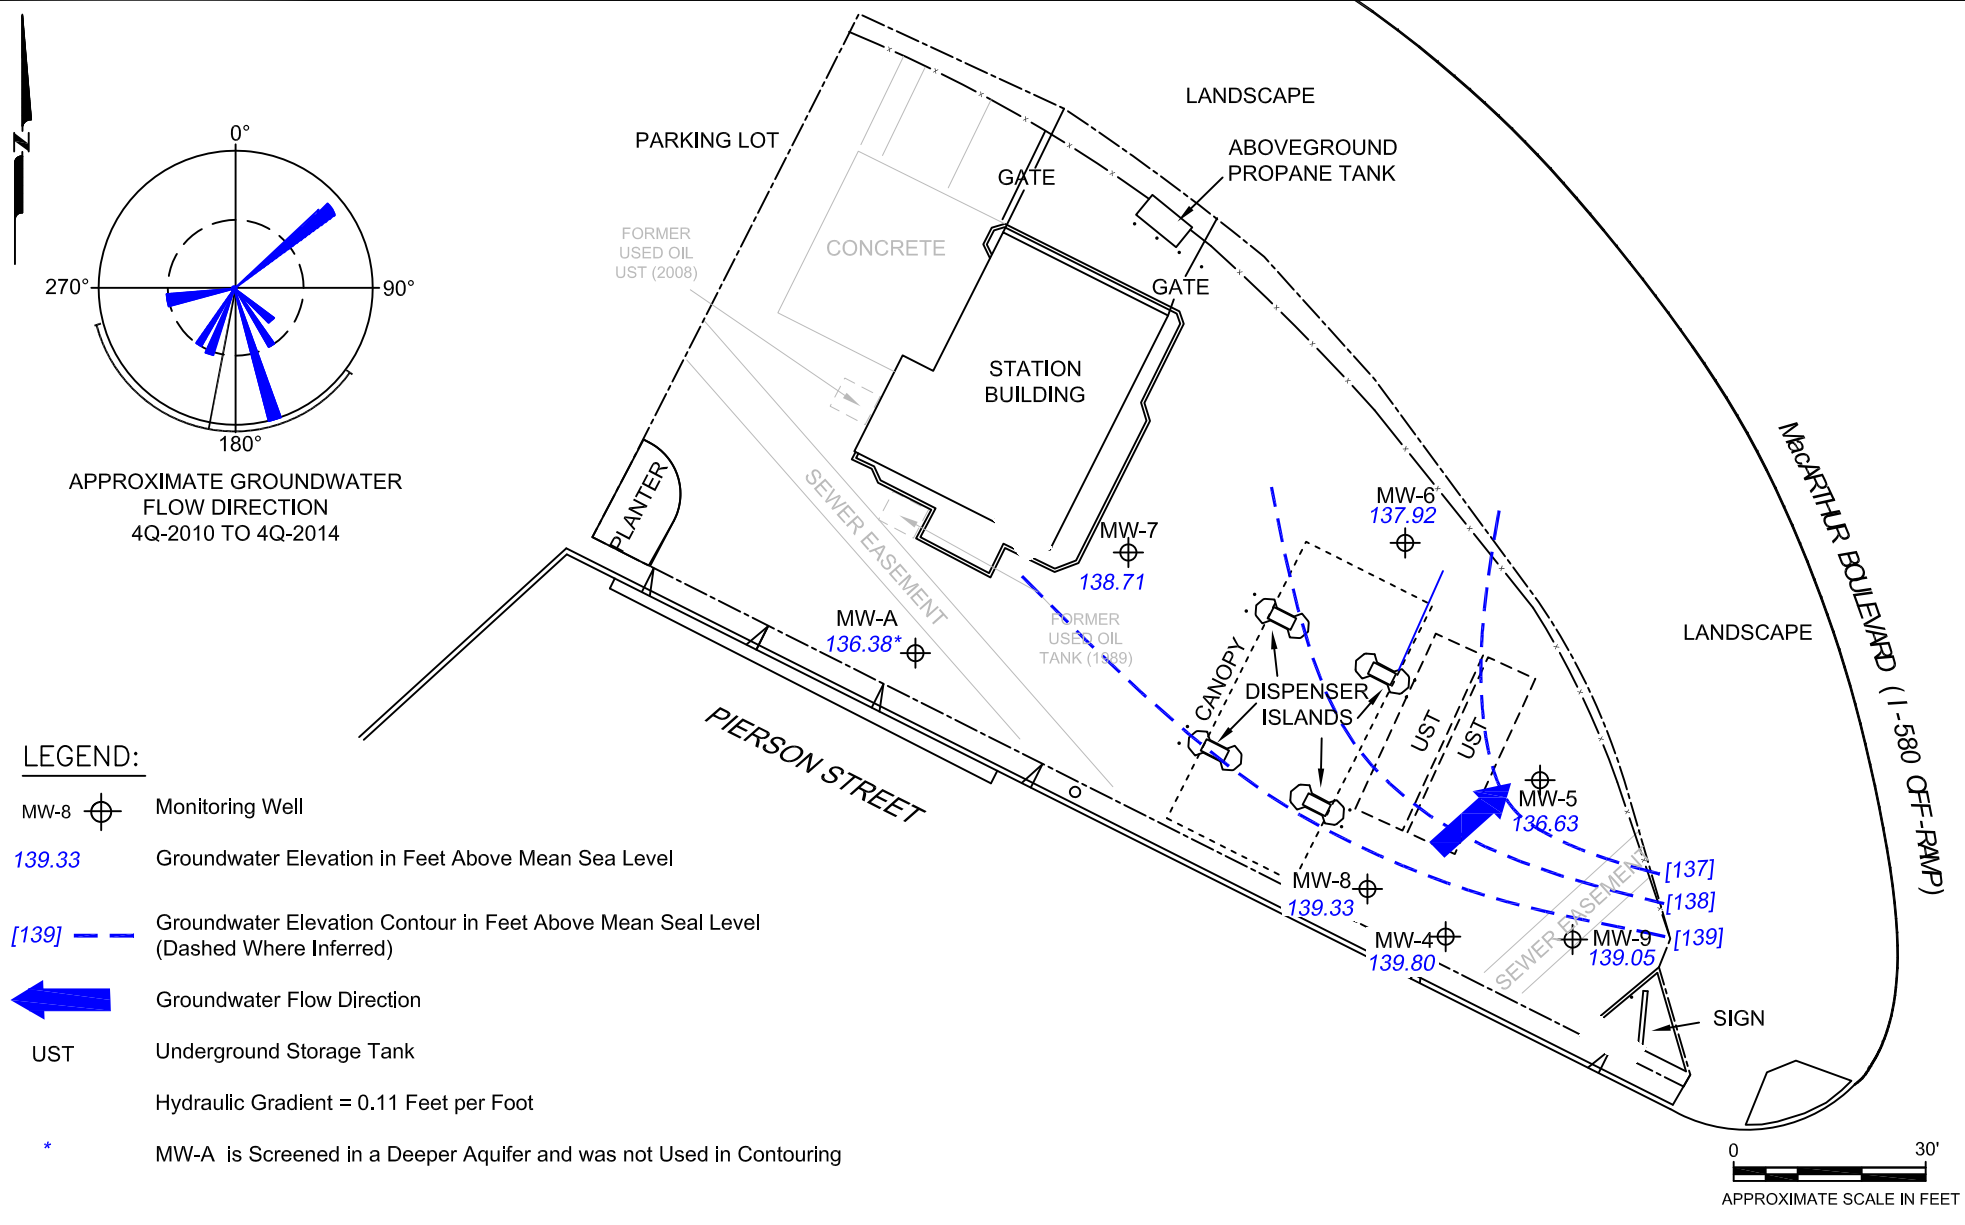 LANDSCAPE
PARKING LOT
ABOVEGROUND
PROPANE TANK
N
0°
GATE
FORMER
USED OIL
UST (2008)
CONCRETE
270°
90°
GATE
STATION
BUILDING
180°
APPROXIMATE GROUNDWATER
FLOW DIRECTION
4Q-2010 TO 4Q-2014
PLANTER
SEWER EASEMENT
MW-7
138.71
MW-6
137.92
MacARTHUR BOULEVARD (I-580 OFF-RAMP)
MW-A
136.38*
FORMER
USED OIL
TANK (1989)
LANDSCAPE
CANOPY
DISPENSER
ISLANDS
UST
UST
PIERSON STREET
MW-5
136.63
[137]
[138]
[139]
MW-8
139.33
MW-4
139.80
MW-9
139.05
SEWER EASEMENT
SIGN
LEGEND:
MW-8 Monitoring Well
139.33 Groundwater Elevation in Feet Above Mean Sea Level
[139] Groundwater Elevation Contour in Feet Above Mean Seal Level
(Dashed Where Inferred)
Groundwater Flow Direction
UST Underground Storage Tank
Hydraulic Gradient = 0.11 Feet per Foot
* MW-A is Screened in a Deeper Aquifer and was not Used in Contouring
0 30'
APPROXIMATE SCALE IN FEET